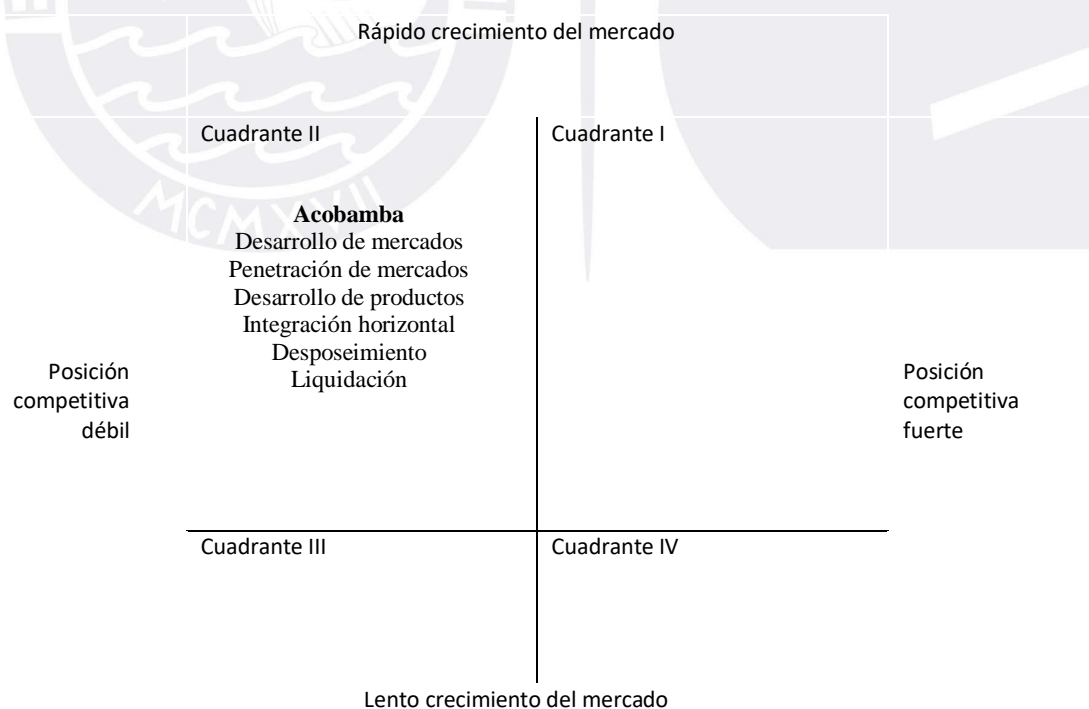 Rápido crecimiento del mercado
Cuadrante II
Cuadrante I
Acobamba
Desarrollo de mercados
Penetración de mercados
Desarrollo de productos
Integración horizontal
Desposeimiento
Liquidación
Posición
competitiva
débil
Posición
competitiva
fuerte
Cuadrante III
Cuadrante IV
Lento crecimiento del mercado
MCMXVII